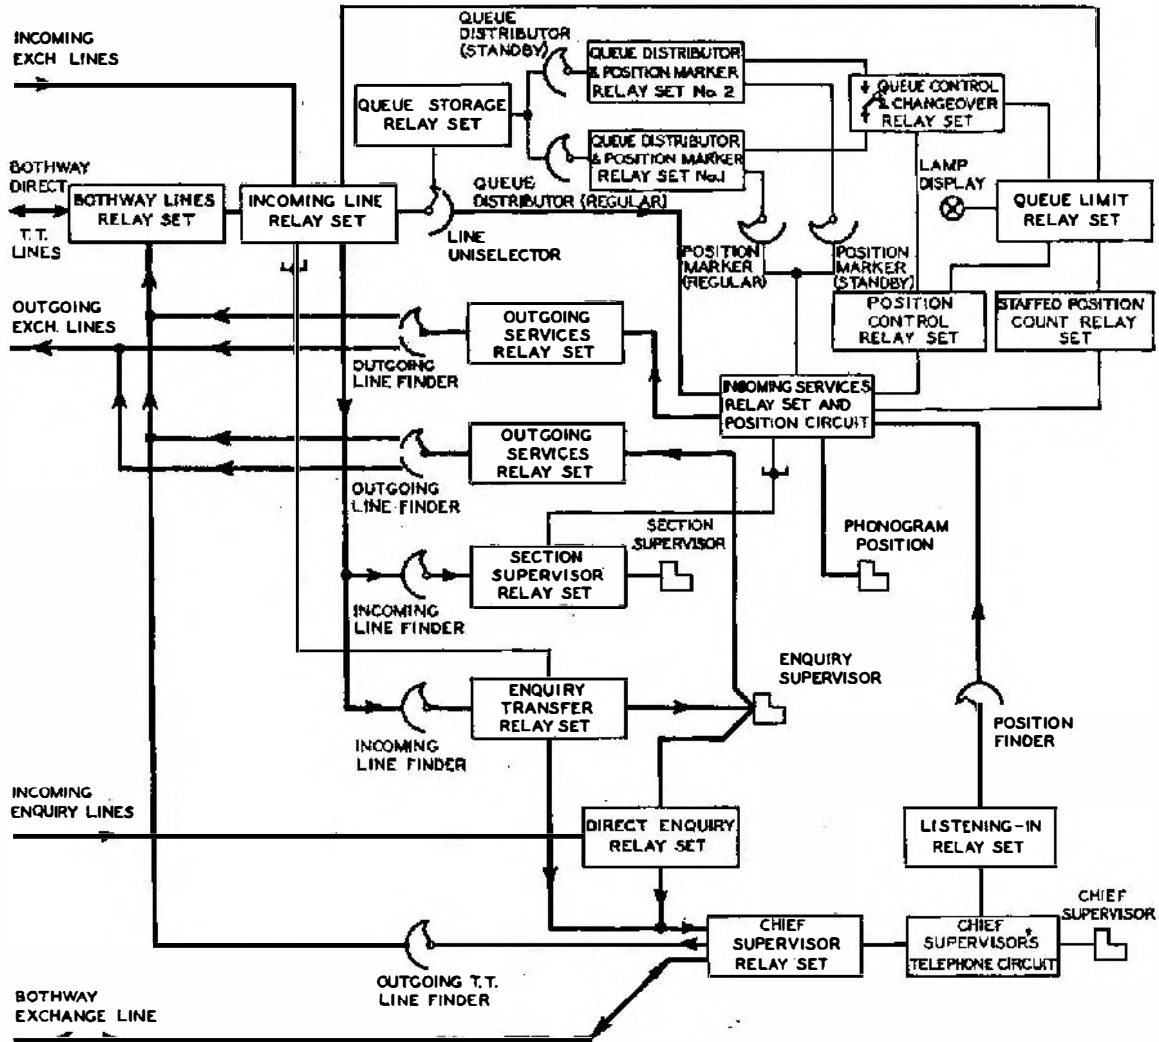 INCOMING
EXCH. LINES
QUEUE
DISTRIBUTOR
(STANDBY)
QUEUE DISTRIBUTOR
& POSITION MARKER
RELAY SET No. 2
QUEUE STORAGE
RELAY SET
QUEUE CONTROL
& CHANGEOVER
RELAY SET
QUEUE DISTRIBUTOR
& POSITION MARKER
RELAY SET No. 1
BOTHWAY
DIRECT
T.T.
LINES
BOTHWAY LINES
RELAY SET
INCOMING LINE
RELAY SET
QUEUE
DISTRIBUTOR (REGULAR)
LINE
UNISELECTOR
LAMP
DISPLAY
QUEUE LIMIT
RELAY SET
POSITION
MARKER
(REGULAR)
POSITION
MARKER
(STANDBY)
OUTGOING
EXCH. LINES
OUTGOING
SERVICES
RELAY SET
POSITION
CONTROL
RELAY SET
STAFFED POSITION
COUNT RELAY
SET
OUTGOING
LINE FINDER
INCOMING SERVICES
RELAY SET AND
POSITION CIRCUIT
OUTGOING
SERVICES
RELAY SET
OUTGOING
LINE FINDER
SECTION
SUPERVISOR
PHONOGRAM
POSITION
SECTION
SUPERVISOR
RELAY SET
INCOMING
LINE FINDER
ENQUIRY
SUPERVISOR
ENQUIRY
TRANSFER
RELAY SET
POSITION
FINDER
INCOMING
LINE FINDER
INCOMING
ENQUIRY LINES
DIRECT ENQUIRY
RELAY SET
LISTENING-IN
RELAY SET
CHIEF
SUPERVISOR
CHIEF
SUPERVISOR
RELAY SET
CHIEF
SUPERVISOR'S
TELEPHONE CIRCUIT
OUTGOING T.T.
LINE FINDER
BOTHWAY
EXCHANGE LINE